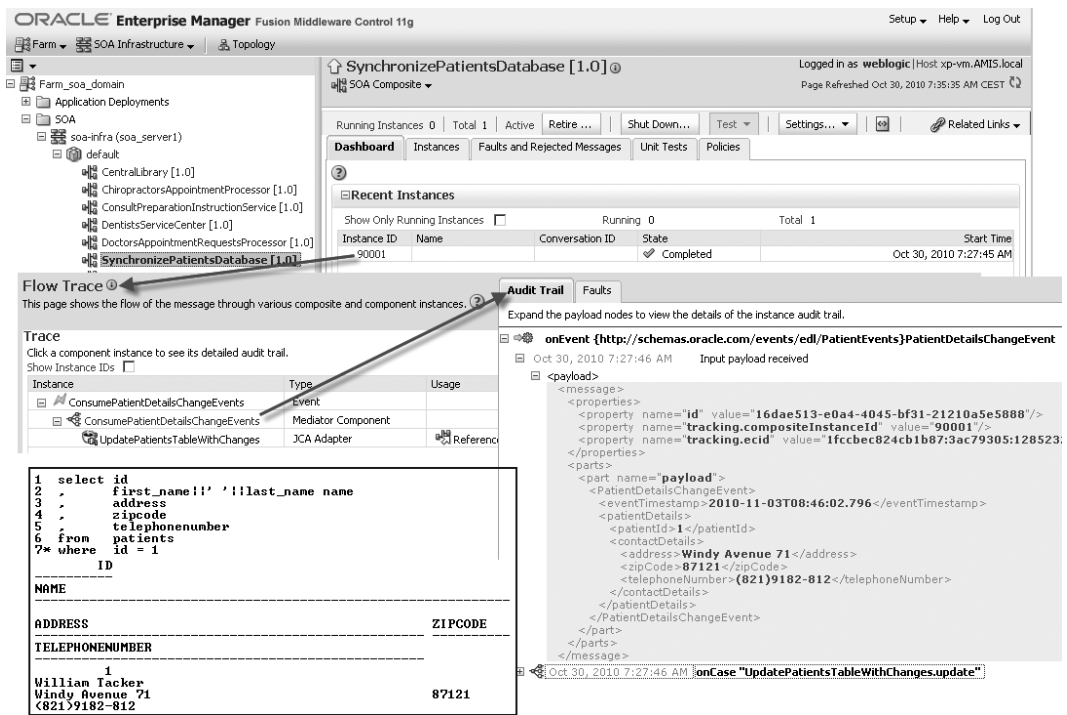 ORACLE Enterprise Manager Fusion Middleware Control 11g
Setup Help Log Out
Farm SOA Infrastructure Topology
Farm_soa_domain
Application Deployments
SOA
soa-infra (soa_server1)
default
CentralLibrary [1.0]
ChiropractorsAppointmentProcessor [1.0]
ConsultPreparationInstructionService [1.0]
DentistsServiceCenter [1.0]
DoctorsAppointmentRequestsProcessor [1.0]
SynchronizePatientsDatabase [1.0]
SynchronizePatientsDatabase [1.0]
SOA Composite
Logged in as weblogic|Host xp-vm.AMIS.local
Page Refreshed Oct 30, 2010 7:35:35 AM CEST
Running Instances 0 | Total 1 | Active Retire ... Shut Down... Test Settings... Related Links
Dashboard Instances Faults and Rejected Messages Unit Tests Policies
Recent Instances
Show Only Running Instances Running 0 Total 1
Instance ID Name Conversation ID State Start Time
90001 Completed Oct 30, 2010 7:27:45 AM
Flow Trace
This page shows the flow of the message through various composite and component instances.
Trace
Click a component instance to see its detailed audit trail.
Show Instance IDs
Instance Type Usage
ConsumePatientDetailsChangeEvents Event
ConsumePatientDetailsChangeEvents Mediator Component
UpdatePatientsTableWithChanges JCA Adapter Reference
Audit Trail Faults
Expand the payload nodes to view the details of the instance audit trail.
onEvent {http://schemas.oracle.com/events/edl/PatientEvents}PatientDetailsChangeEvent
Oct 30, 2010 7:27:46 AM Input payload received
<payload>
<message>
<properties>
<property name="id" value="16dae513-e0a4-4045-bf31-21210a5e5888"/>
<property name="tracking.compositeInstanceId" value="90001"/>
<property name="tracking.ecid" value="1fccbec824cb1b87:3ac79305:128523
</properties>
<parts>
<part name="payload">
<PatientDetailsChangeEvent>
<eventTimestamp>2010-11-03T08:46:02.796</eventTimestamp>
<patientDetails>
<patientId>1</patientId>
<contactDetails>
<address>Windy Avenue 71</address>
<zipCode>87121</zipCode>
<telephoneNumber>(821)9182-812</telephoneNumber>
</contactDetails>
</patientDetails>
</PatientDetailsChangeEvent>
</part>
</parts>
</message>
Oct 30, 2010 7:27:46 AM onCase "UpdatePatientsTableWithChanges.update"
1 select id
2 , first_name||' '||last_name name
3 , address
4 , zipcode
5 , telephonenumber
6 from patients
7* where id = 1
ID
NAME
ADDRESS ZIPCODE
TELEPHONENUMBER
1
William Tacker
Windy Avenue 71 87121
(821)9182-812